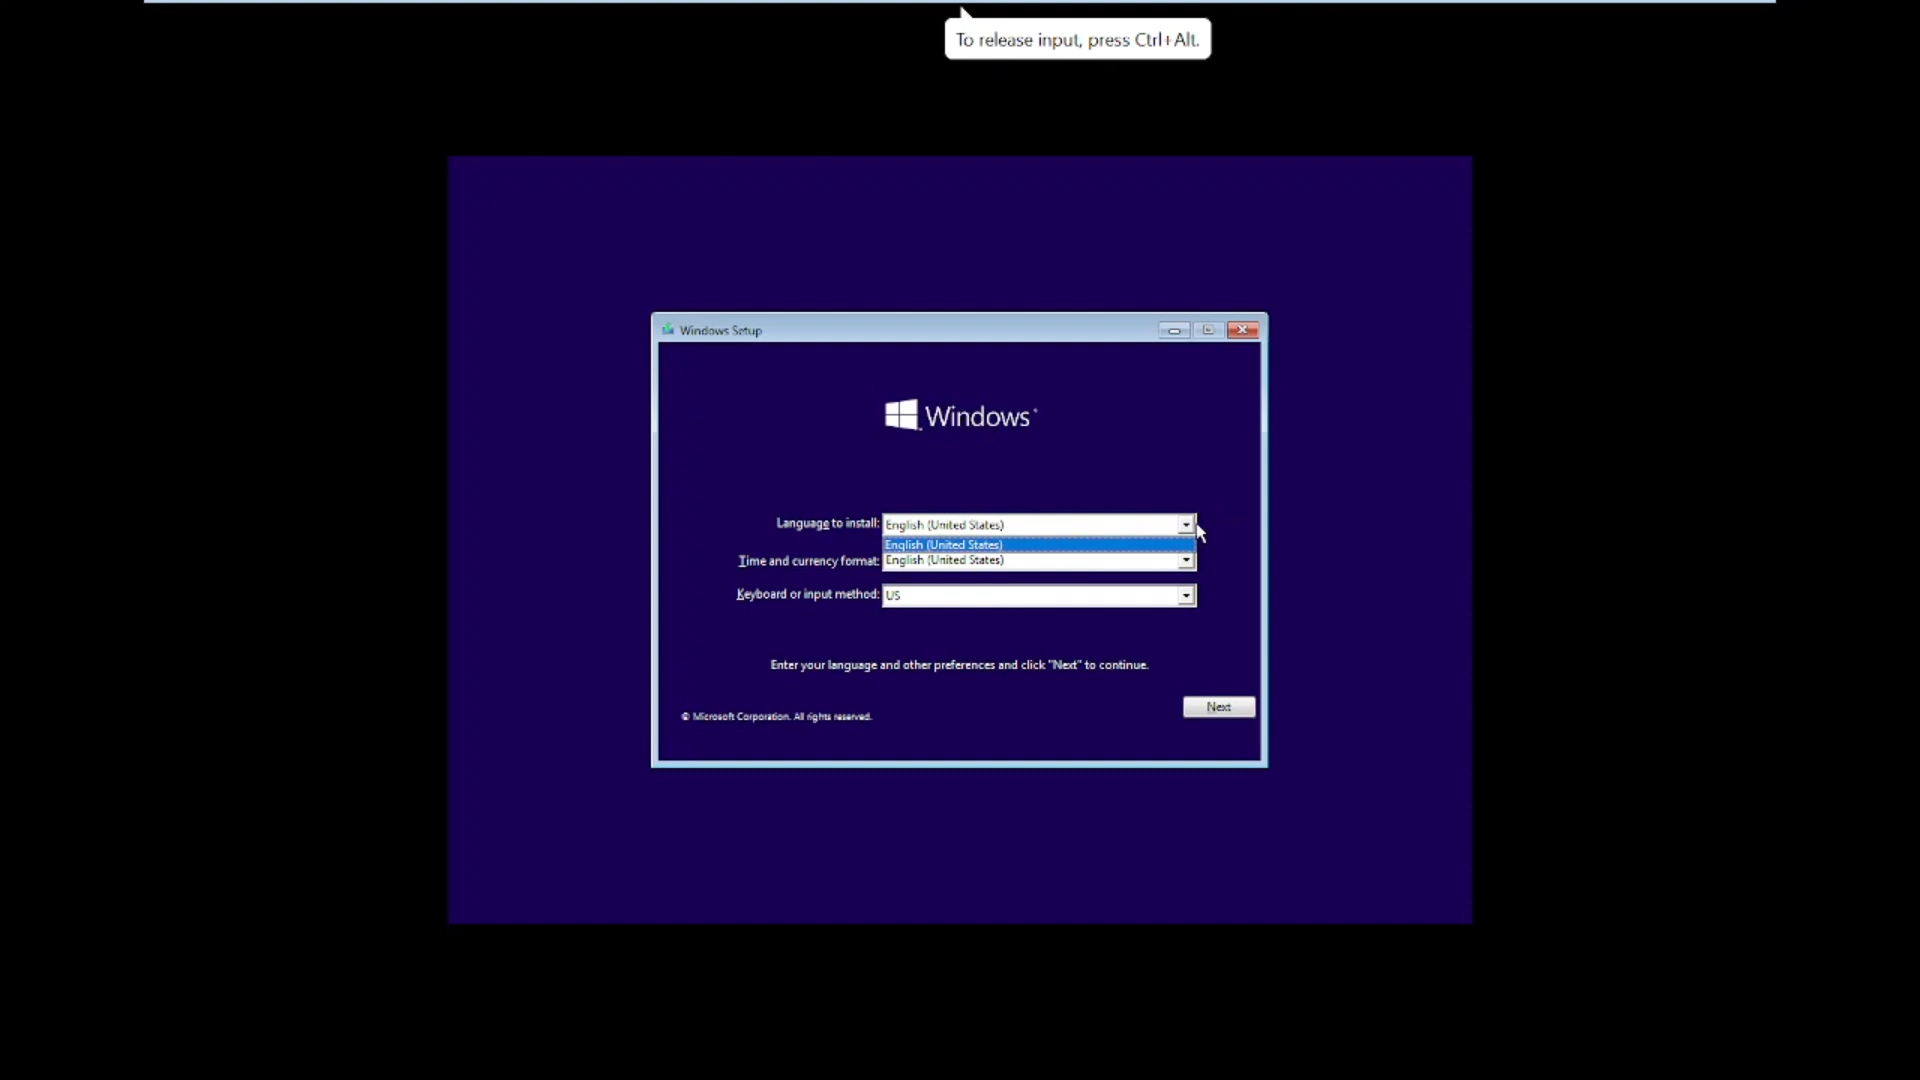 To release input, press Ctrl+Alt.
Windows Setup
Windows
Language to install: English (United States)
English (United States)
Time and currency format: English (United States)
Keyboard or input method: US
Enter your language and other preferences and click "Next" to continue.
Next
© Microsoft Corporation. All rights reserved.